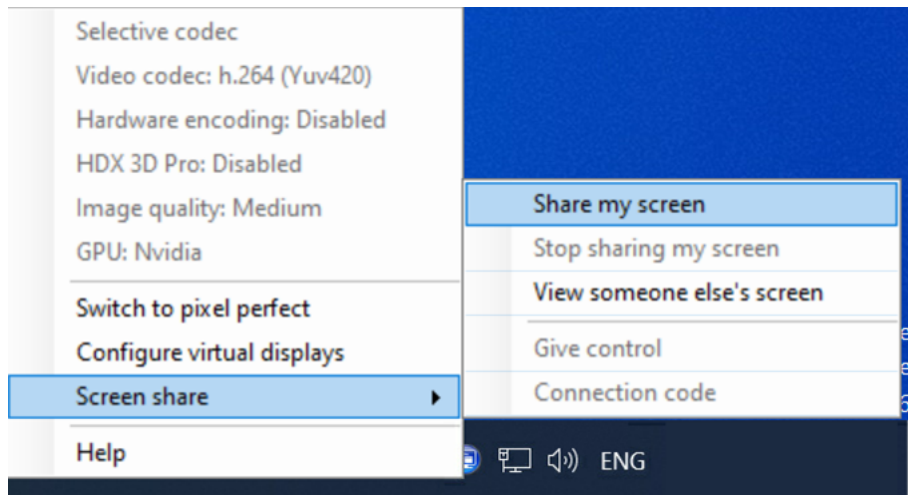 Selective codec
Video codec: h.264 (Yuv420)
Hardware encoding: Disabled
HDX 3D Pro: Disabled
Image quality: Medium
GPU: Nvidia
Switch to pixel perfect
Configure virtual displays
Screen share
Help
Share my screen
Stop sharing my screen
View someone else's screen
Give control
Connection code
ENG